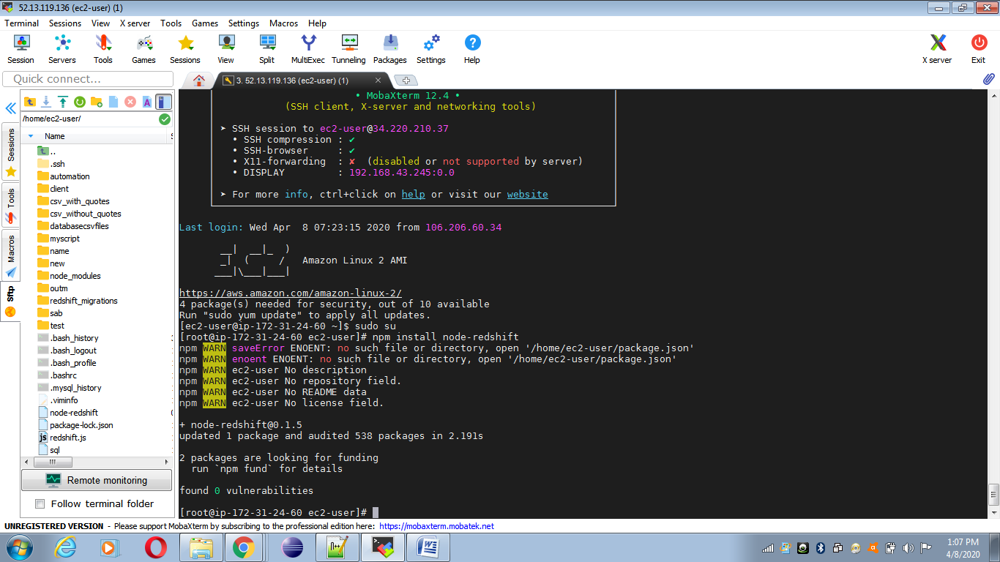 52.13.119.136 (ec2-user) (1)
Terminal Sessions View X server Tools Games Settings Macros Help
Session Servers Tools Games Sessions View Split MultiExec Tunneling Packages Settings Help X server Exit
Quick connect...
3. 52.13.119.136 (ec2-user) (1)
/home/ec2-user/
Name S
..
.ssh
automation
client
csv_with_quotes
csv_without_quotes
databasecsvfiles
myscript
name
new
node_modules
outm
redshift_migrations
sab
test
.bash_history
.bash_logout
.bash_profile
.bashrc
.mysql_history
.viminfo
node-redshift
package-lock.json
redshift.js
sql
Sessions
Tools
Macros
Sftp
Remote monitoring
Follow terminal folder
• MobaXterm 12.4 •
(SSH client, X-server and networking tools)
➤ SSH session to ec2-user@34.220.210.37
• SSH compression : ✔
• SSH-browser : ✔
• X11-forwarding : ✘ (disabled or not supported by server)
• DISPLAY : 192.168.43.245:0.0
➤ For more info, ctrl+click on help or visit our website
Last login: Wed Apr  8 07:23:15 2020 from 106.206.60.34
__|  __|_  )
_|  (     /   Amazon Linux 2 AMI
___|\___|___|
https://aws.amazon.com/amazon-linux-2/
4 package(s) needed for security, out of 10 available
Run "sudo yum update" to apply all updates.
[ec2-user@ip-172-31-24-60 ~]$ sudo su
[root@ip-172-31-24-60 ec2-user]# npm install node-redshift
npm WARN saveError ENOENT: no such file or directory, open '/home/ec2-user/package.json'
npm WARN enoent ENOENT: no such file or directory, open '/home/ec2-user/package.json'
npm WARN ec2-user No description
npm WARN ec2-user No repository field.
npm WARN ec2-user No README data
npm WARN ec2-user No license field.
+ node-redshift@0.1.5
updated 1 package and audited 538 packages in 2.191s
2 packages are looking for funding
run `npm fund` for details
found 0 vulnerabilities
[root@ip-172-31-24-60 ec2-user]#
UNREGISTERED VERSION - Please support MobaXterm by subscribing to the professional edition here: https://mobaxterm.mobatek.net
1:07 PM
4/8/2020